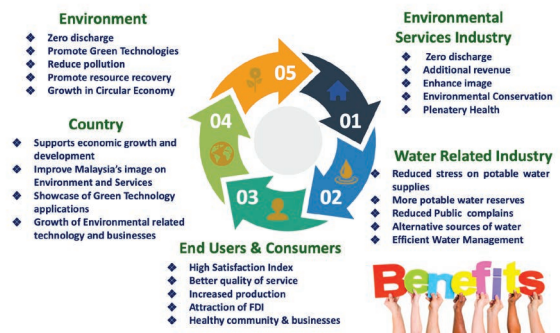 Environment
❖ Zero discharge
❖ Promote Green Technologies
❖ Reduce pollution
❖ Promote resource recovery
❖ Growth in Circular Economy
Environmental
Services Industry
❖ Zero discharge
❖ Additional revenue
❖ Enhance image
❖ Environmental Conservation
❖ Plenatery Health
05
04
01
03
02
Country
❖ Supports economic growth and
development
❖ Improve Malaysia's image on
Environment and Services
❖ Showcase of Green Technology
applications
❖ Growth of Environmental related
technology and businesses
Water Related Industry
❖ Reduced stress on potable water
supplies
❖ More potable water reserves
❖ Reduced Public complains
❖ Alternative sources of water
❖ Efficient Water Management
End Users & Consumers
❖ High Satisfaction Index
❖ Better quality of service
❖ Increased production
❖ Attraction of FDI
❖ Healthy community & businesses
Benefits